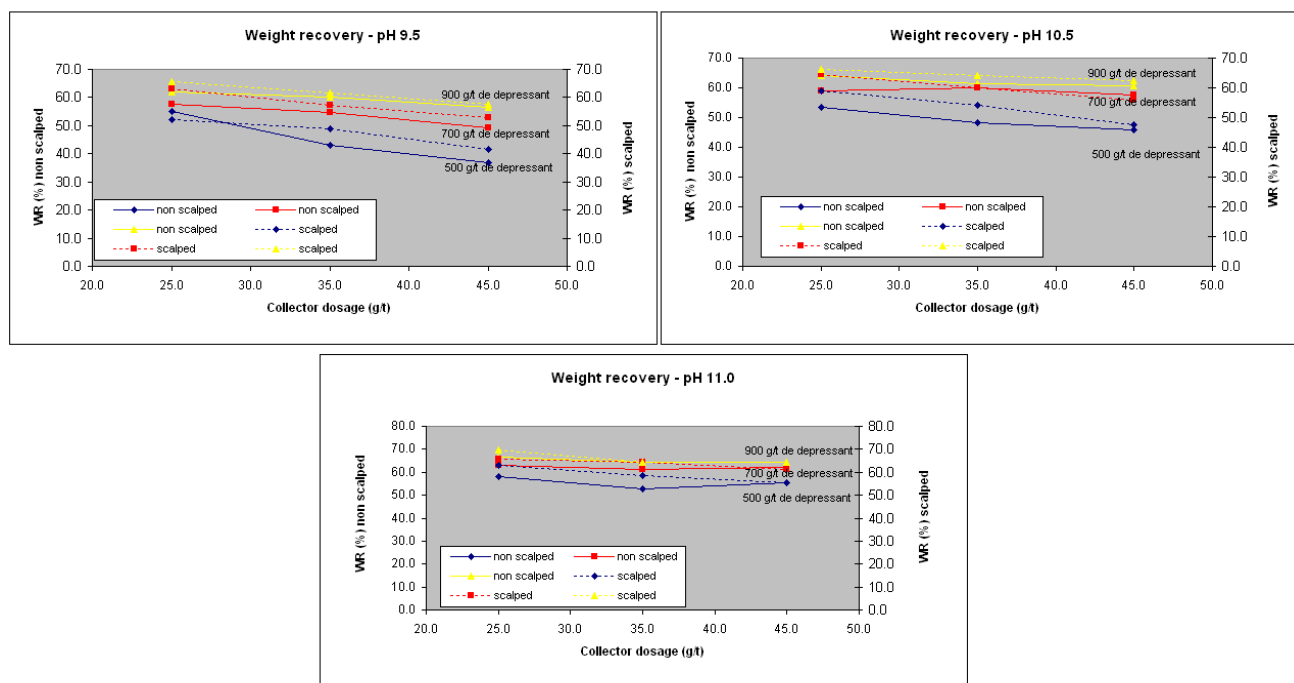 Weight recovery - pH 9.5
70.0
60.0
50.0
40.0
30.0
20.0
10.0
0.0
WR (%) non scalped
70.0
60.0
50.0
40.0
30.0
20.0
10.0
0.0
WR (%) scalped
900 g/t de depressant
700 g/t de depressant
500 g/t de depressant
non scalped non scalped
non scalped scalped
scalped scalped
20.0 25.0 30.0 35.0 40.0 45.0 50.0
Collector dosage (g/t)
Weight recovery - pH 10.5
70.0
60.0
50.0
40.0
30.0
20.0
10.0
0.0
WR (%) non scalped
70.0
60.0
50.0
40.0
30.0
20.0
10.0
0.0
WR (%) scalped
900 g/t de depressant
700 g/t de depressant
500 g/t de depressant
non scalped non scalped
non scalped scalped
scalped scalped
20.0 25.0 30.0 35.0 40.0 45.0 50.0
Collector dosage (g/t)
Weight recovery - pH 11.0
80.0
70.0
60.0
50.0
40.0
30.0
20.0
10.0
0.0
WR (%) non scalped
80.0
70.0
60.0
50.0
40.0
30.0
20.0
10.0
0.0
WR (%) scalped
900 g/t de depressant
700 g/t de depressant
500 g/t de depressant
non scalped non scalped
non scalped scalped
scalped scalped
20.0 25.0 30.0 35.0 40.0 45.0 50.0
Collector dosage (g/t)